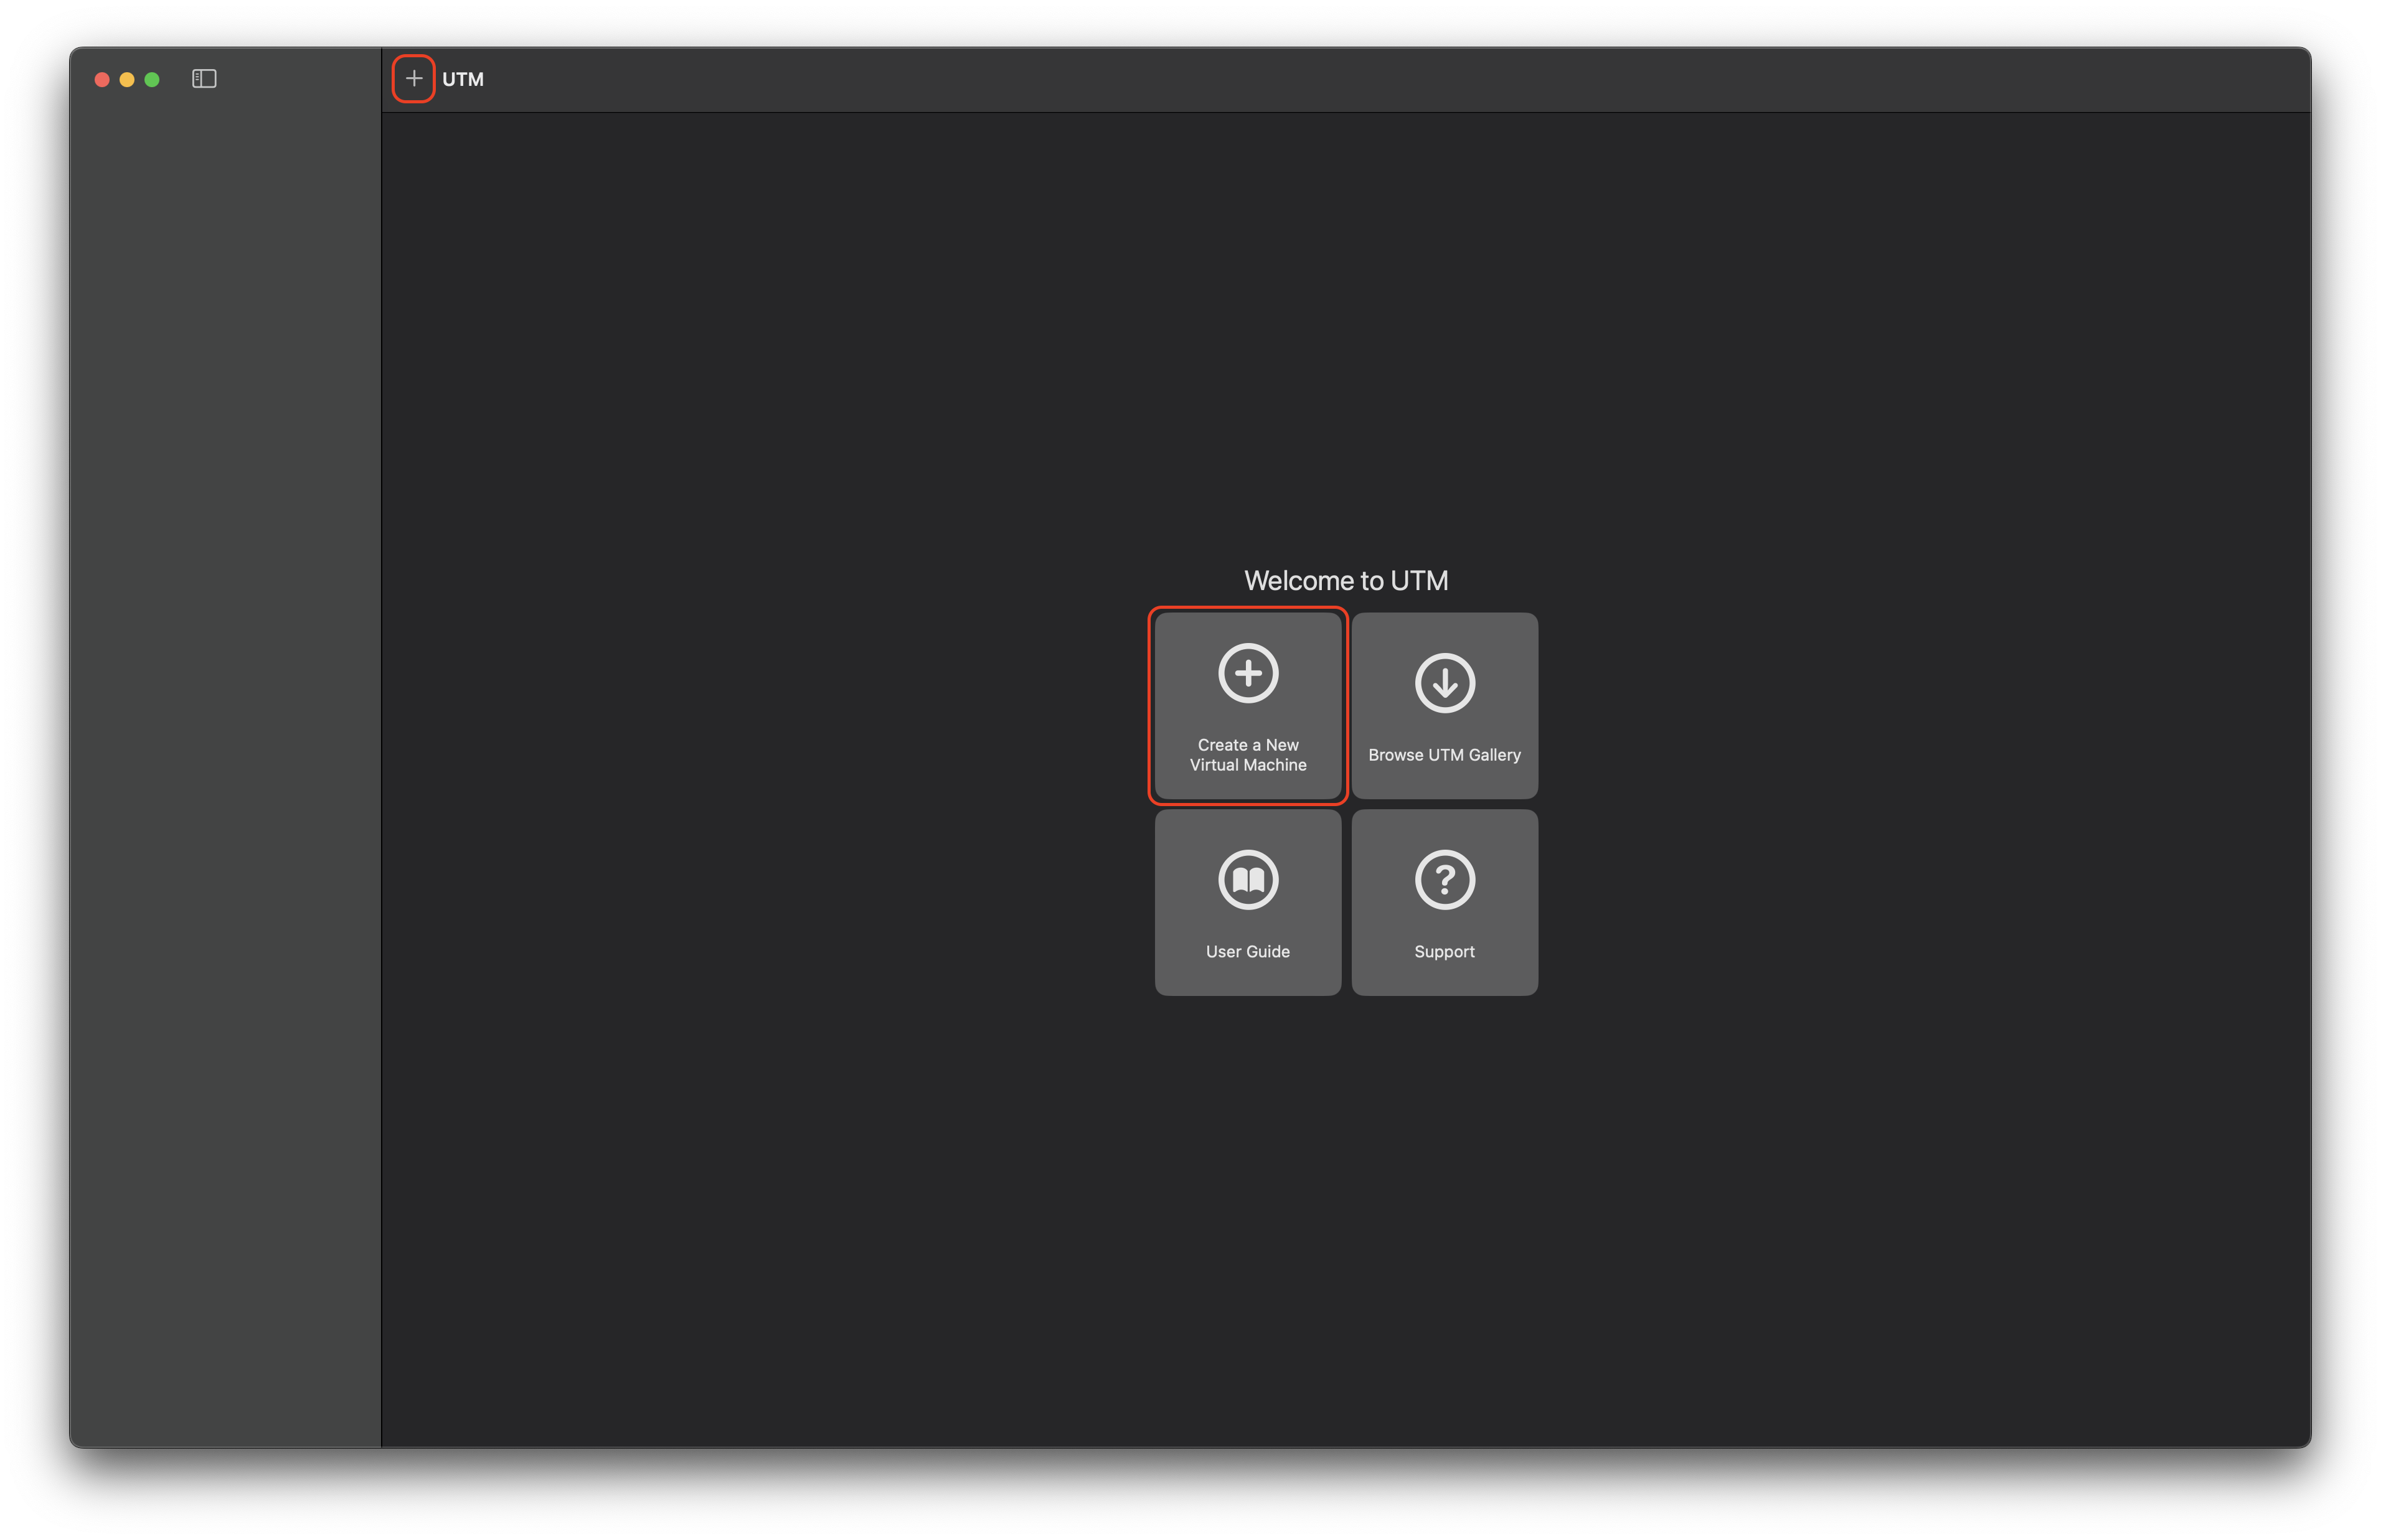 UTM
Welcome to UTM
Create a New
Virtual Machine
Browse UTM Gallery
User Guide
Support